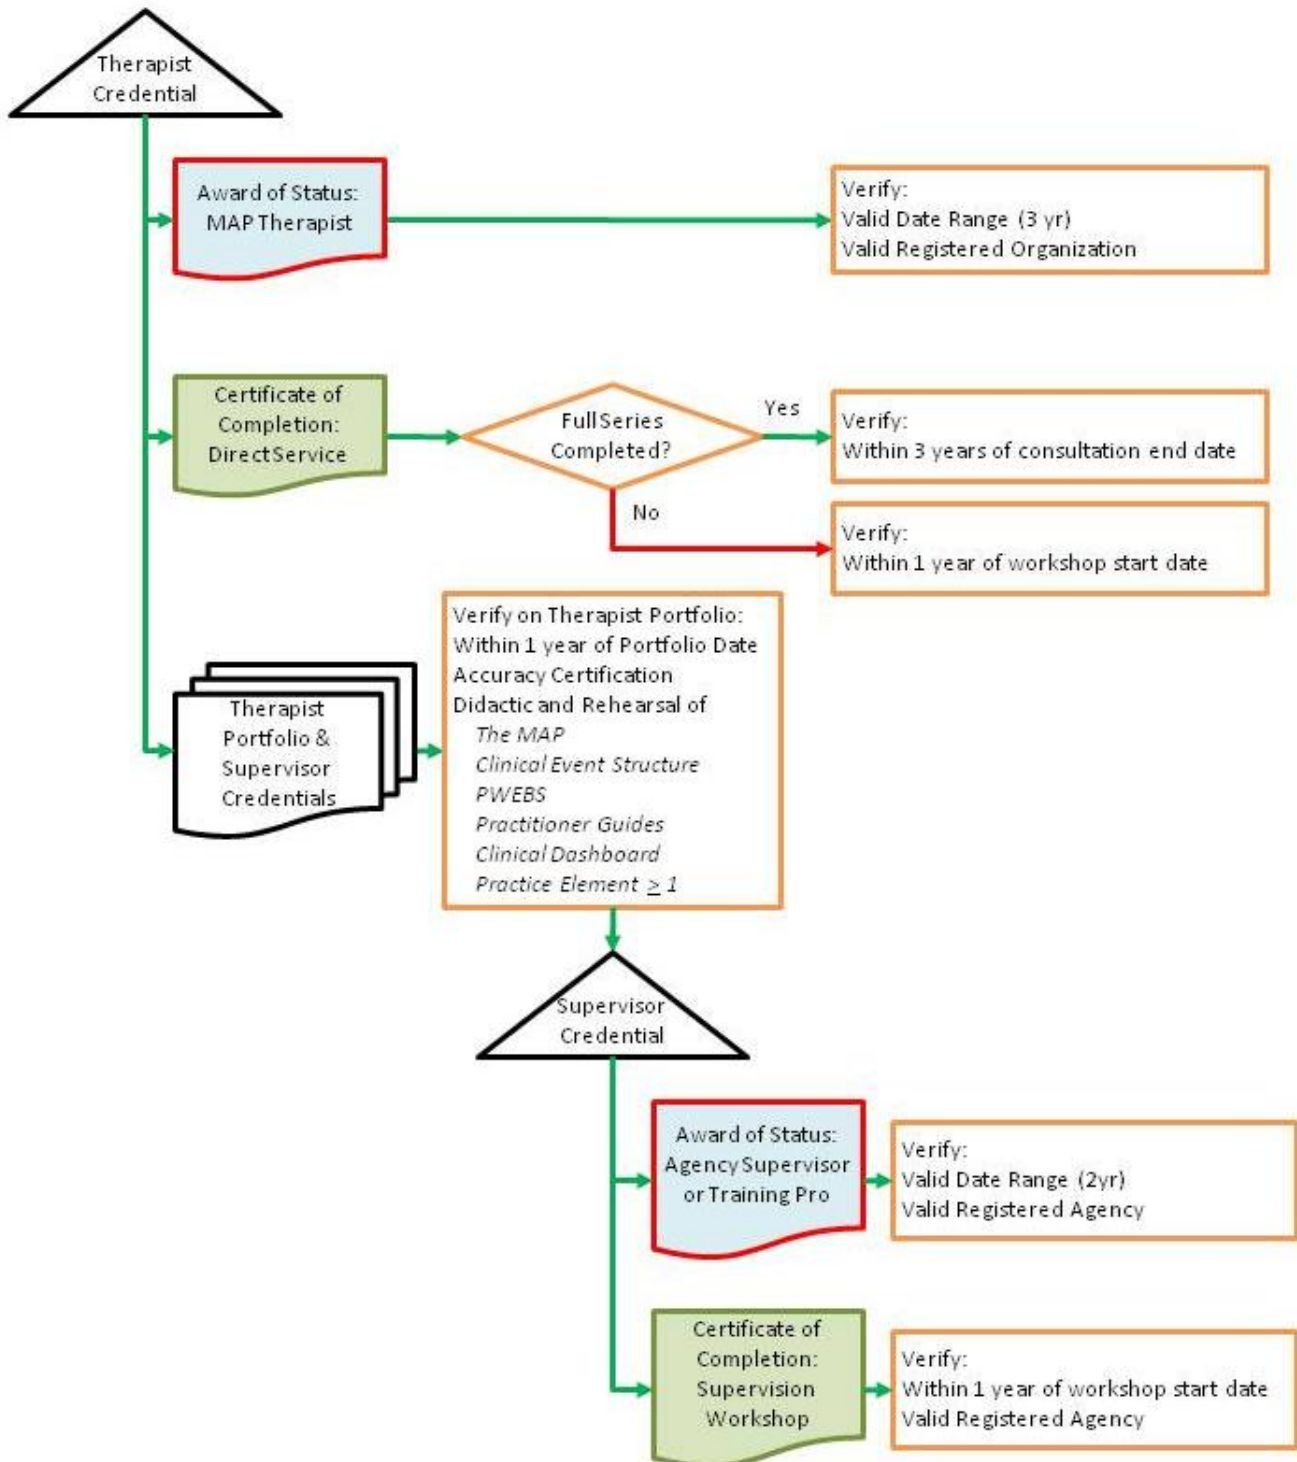 Therapist
Credential
Award of Status:
MAP Therapist
Verify:
Valid Date Range (3 yr)
Valid Registered Organization
Certificate of
Completion:
Direct Service
Full Series
Completed?
Yes
Verify:
Within 3 years of consultation end date
No
Verify:
Within 1 year of workshop start date
Therapist
Portfolio &
Supervisor
Credentials
Verify on Therapist Portfolio:
Within 1 year of Portfolio Date
Accuracy Certification
Didactic and Rehearsal of
The MAP
Clinical Event Structure
PWEBS
Practitioner Guides
Clinical Dashboard
Practice Element ≥ 1
Supervisor
Credential
Award of Status:
Agency Supervisor
or Training Pro
Verify:
Valid Date Range (2yr)
Valid Registered Agency
Certificate of
Completion:
Supervision
Workshop
Verify:
Within 1 year of workshop start date
Valid Registered Agency